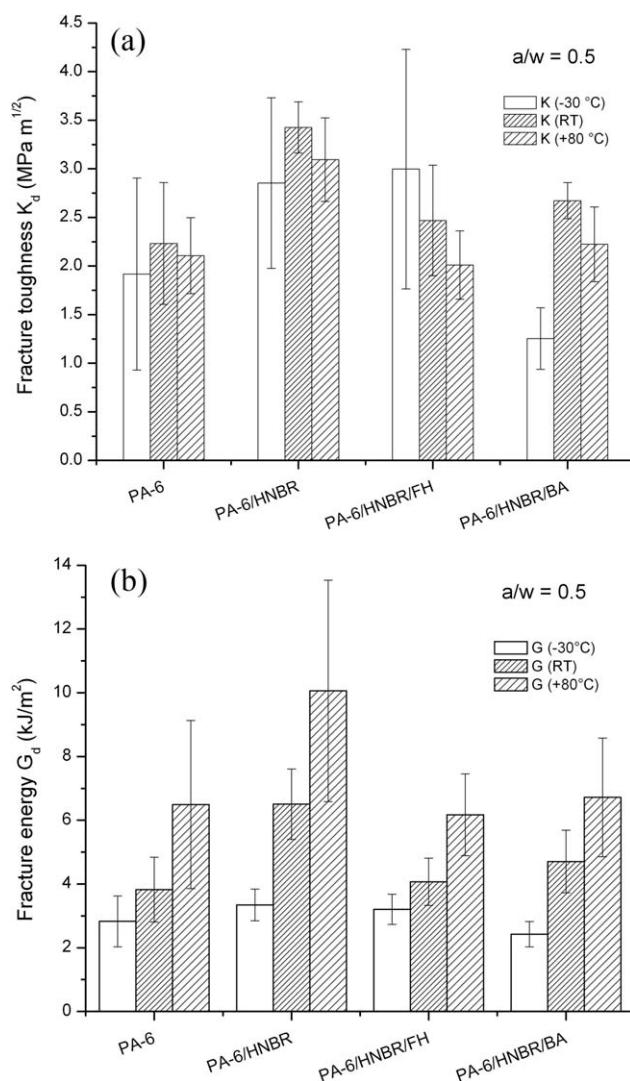 (a)
a/w = 0.5
K (-30 °C)
K (RT)
K (+80 °C)
Fracture toughness K_d (MPa m^1/2)
4.5
4.0
3.5
3.0
2.5
2.0
1.5
1.0
0.5
0.0
PA-6
PA-6/HNBR
PA-6/HNBR/FH
PA-6/HNBR/BA
(b)
a/w = 0.5
G (-30°C)
G (RT)
G (+80°C)
Fracture energy G_d (kJ/m²)
14
12
10
8
6
4
2
0
PA-6
PA-6/HNBR
PA-6/HNBR/FH
PA-6/HNBR/BA